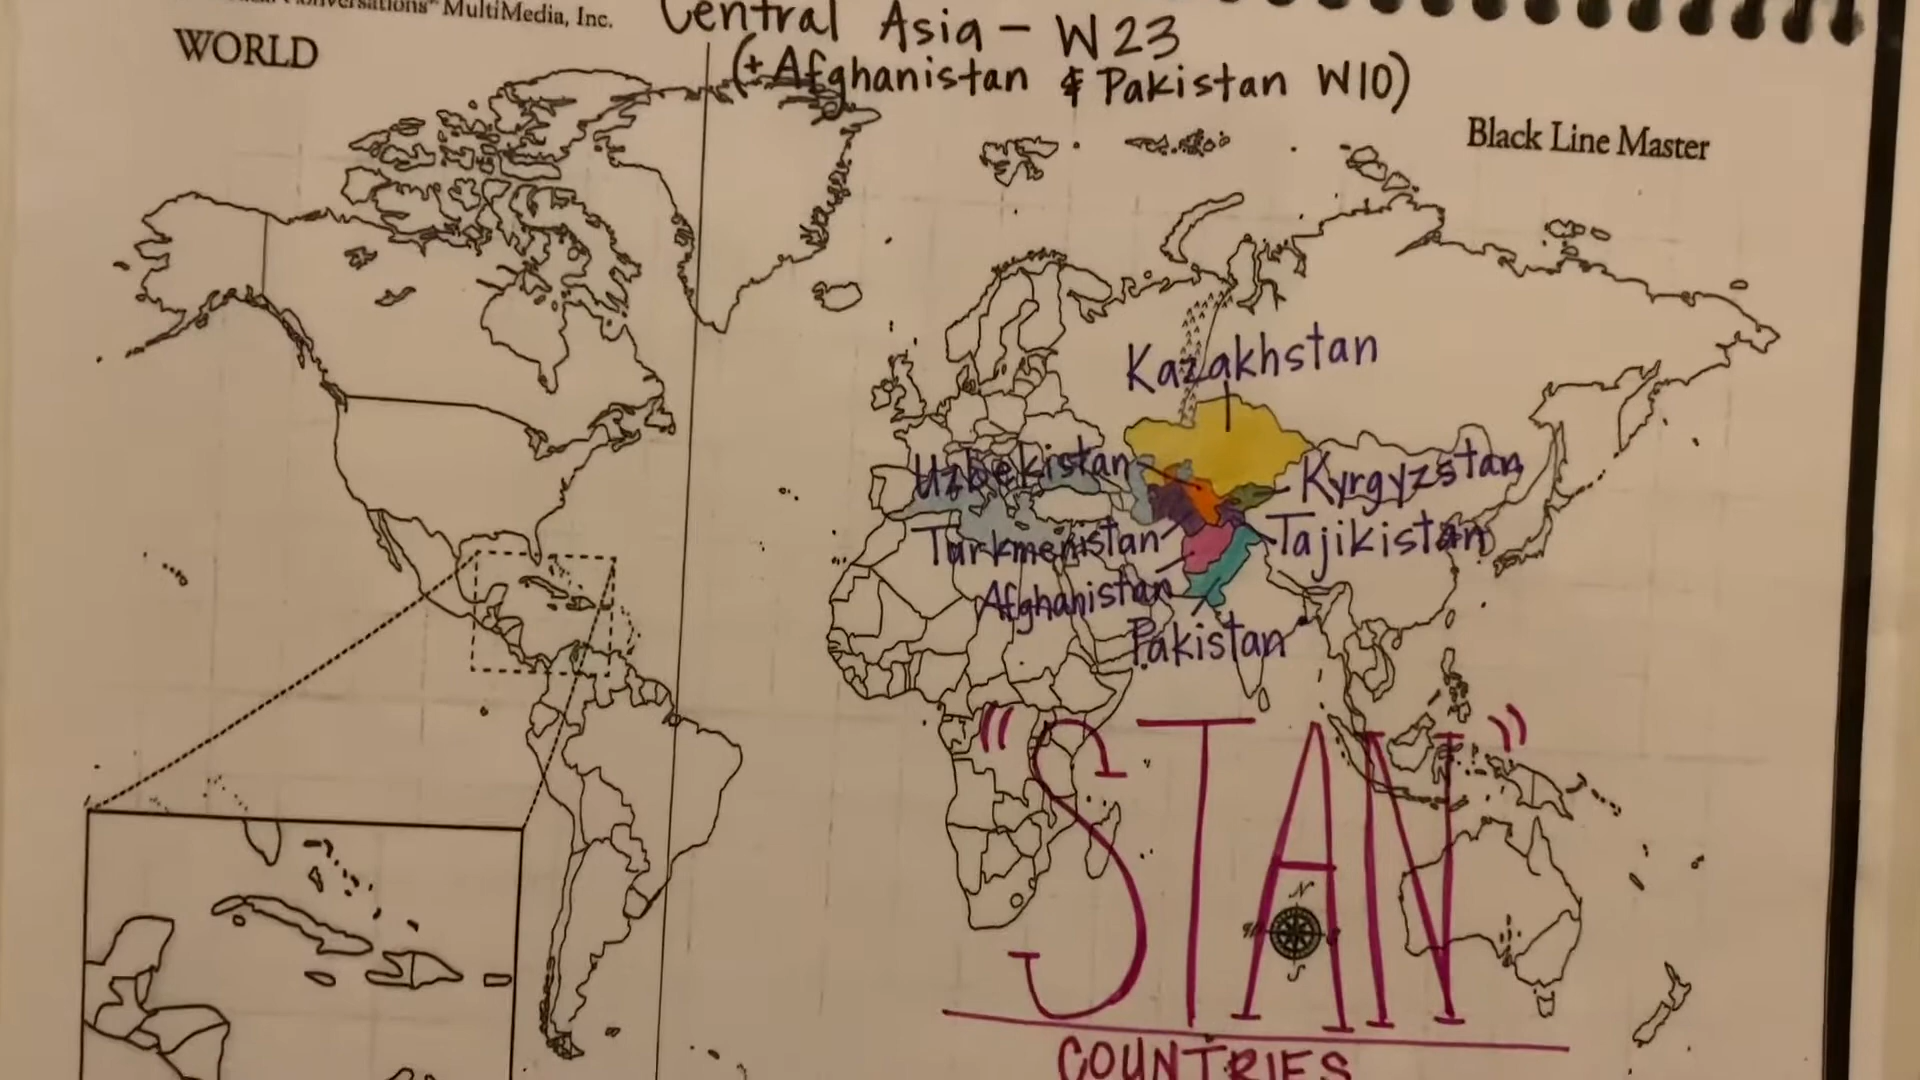 Conversations" MultiMedia, Inc.
Central Asia - W23
WORLD
(+Afghanistan & Pakistan W10)
Black Line Master
Kazakhstan
Uzbekistan
Kyrgyzstan
Turkmenistan
Tajikistan
Afghanistan
Pakistan
"STAN"
N
S
COUNTRIES